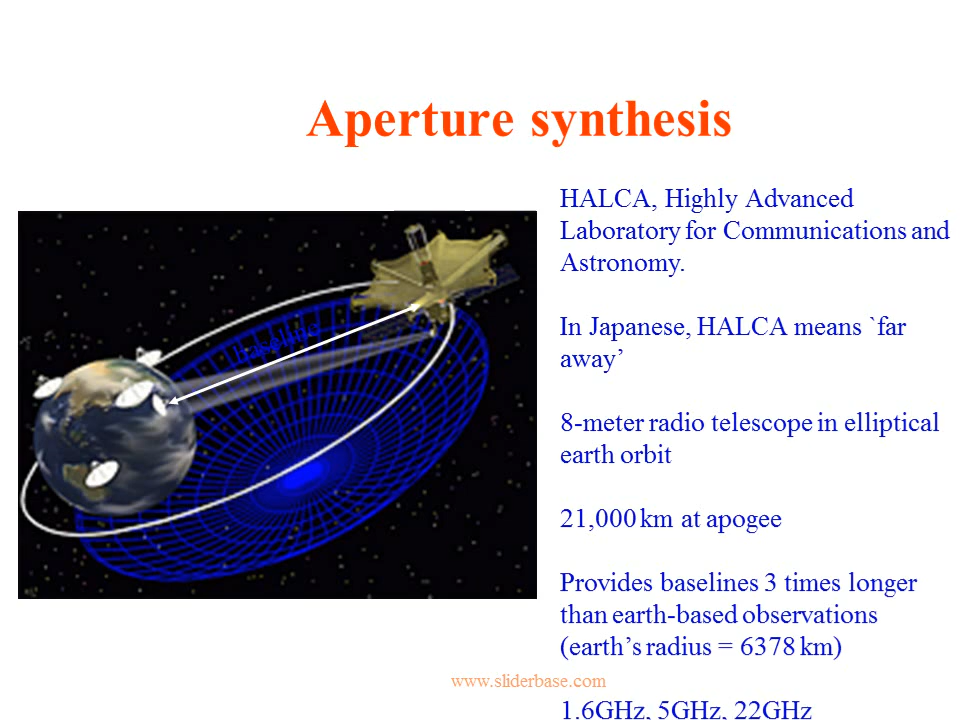 Aperture synthesis
HALCA, Highly Advanced
Laboratory for Communications and
Astronomy.
In Japanese, HALCA means `far
away’
8-meter radio telescope in elliptical
earth orbit
21,000 km at apogee
Provides baselines 3 times longer
than earth-based observations
(earth’s radius = 6378 km)
1.6GHz, 5GHz, 22GHz
baseline
www.sliderbase.com